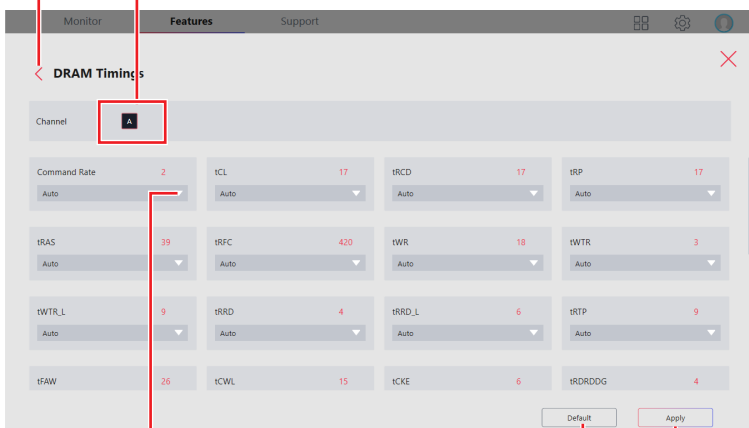 Monitor Features Support
DRAM Timings
Channel A
Command Rate 2 tCL 17 tRCD 17 tRP 17
Auto Auto Auto Auto
tRAS 39 tRFC 420 tWR 18 tWTR 3
Auto Auto Auto Auto
tWTR_L 9 tRRD 4 tRRD_L 6 tRTP 9
Auto Auto Auto Auto
tFAW 26 tCWL 15 tCKE 6 tRDRDDG 4
Default Apply